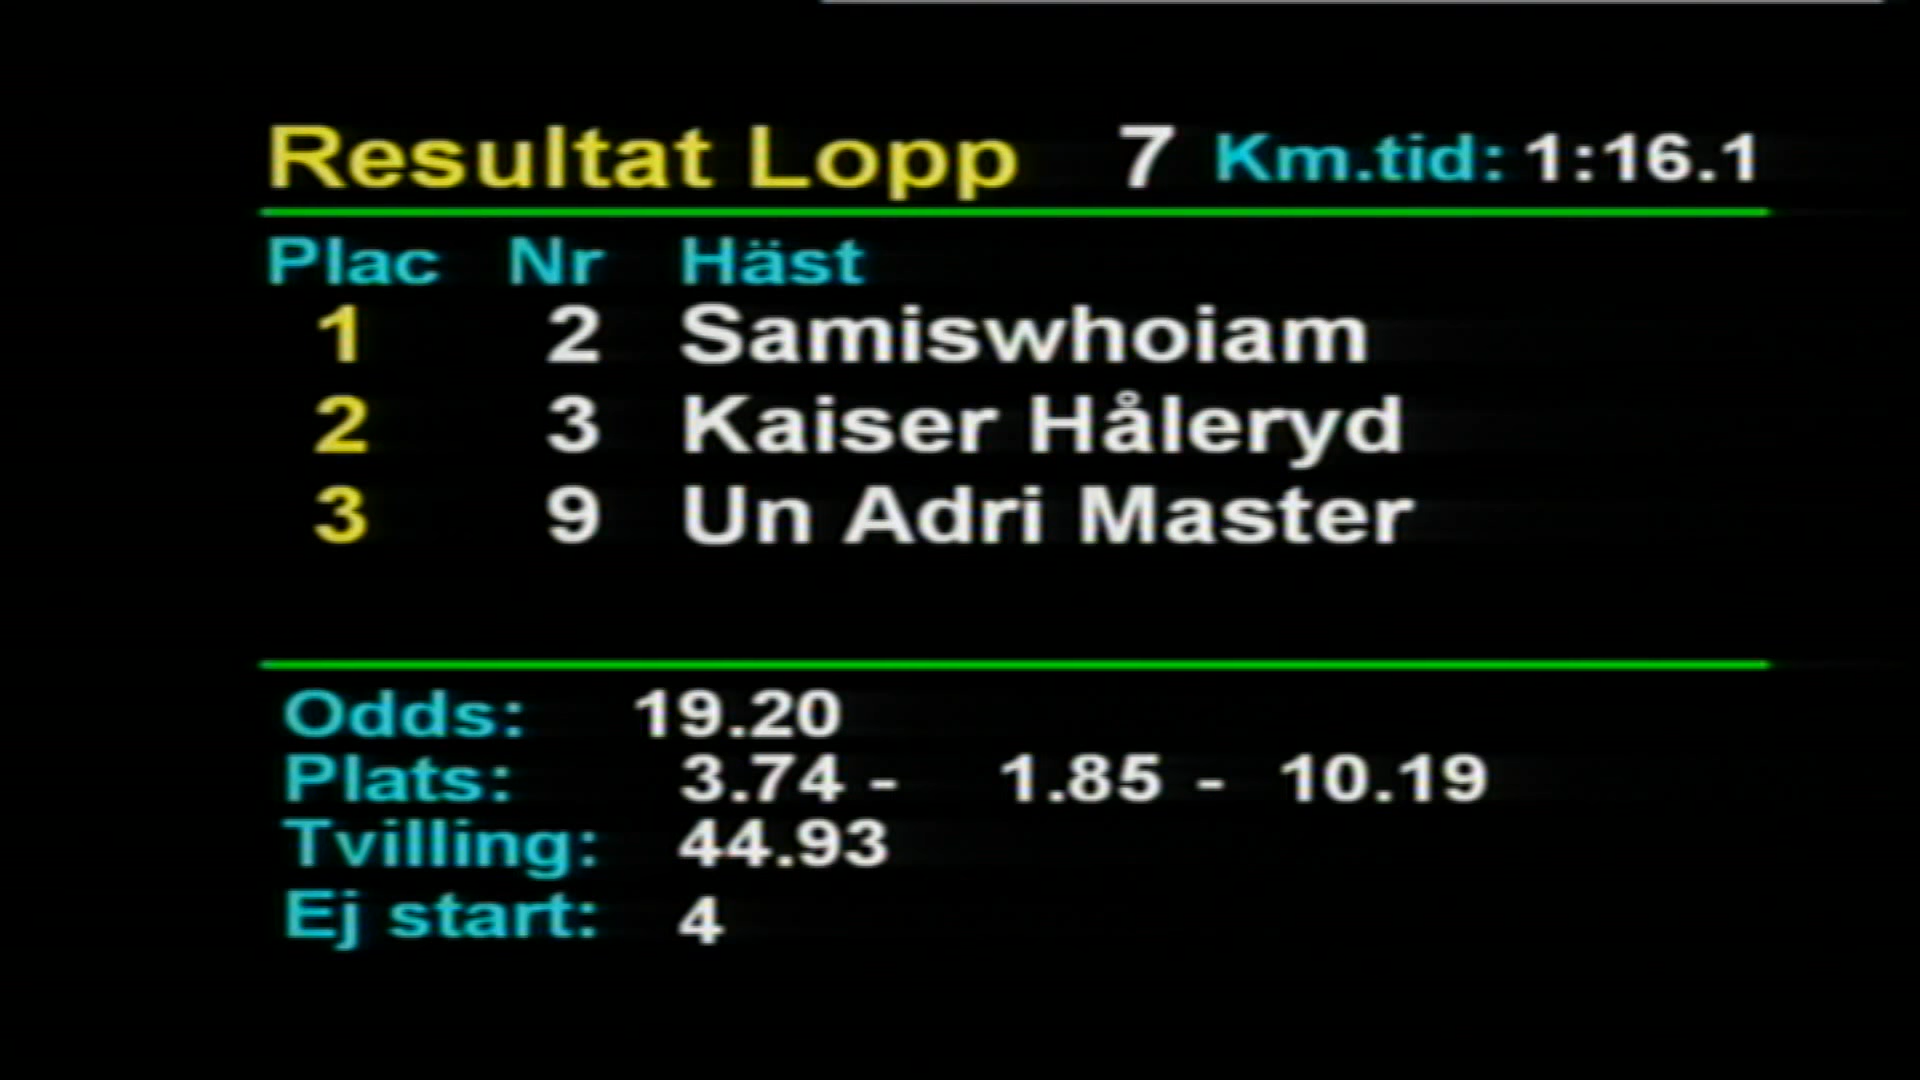 Resultat Lopp 7 Km.tid: 1:16.1
Plac Nr Häst
1 2 Samiswhoiam
2 3 Kaiser Håleryd
3 9 Un Adri Master
Odds: 19.20
Plats: 3.74 - 1.85 - 10.19
Tvilling: 44.93
Ej start: 4